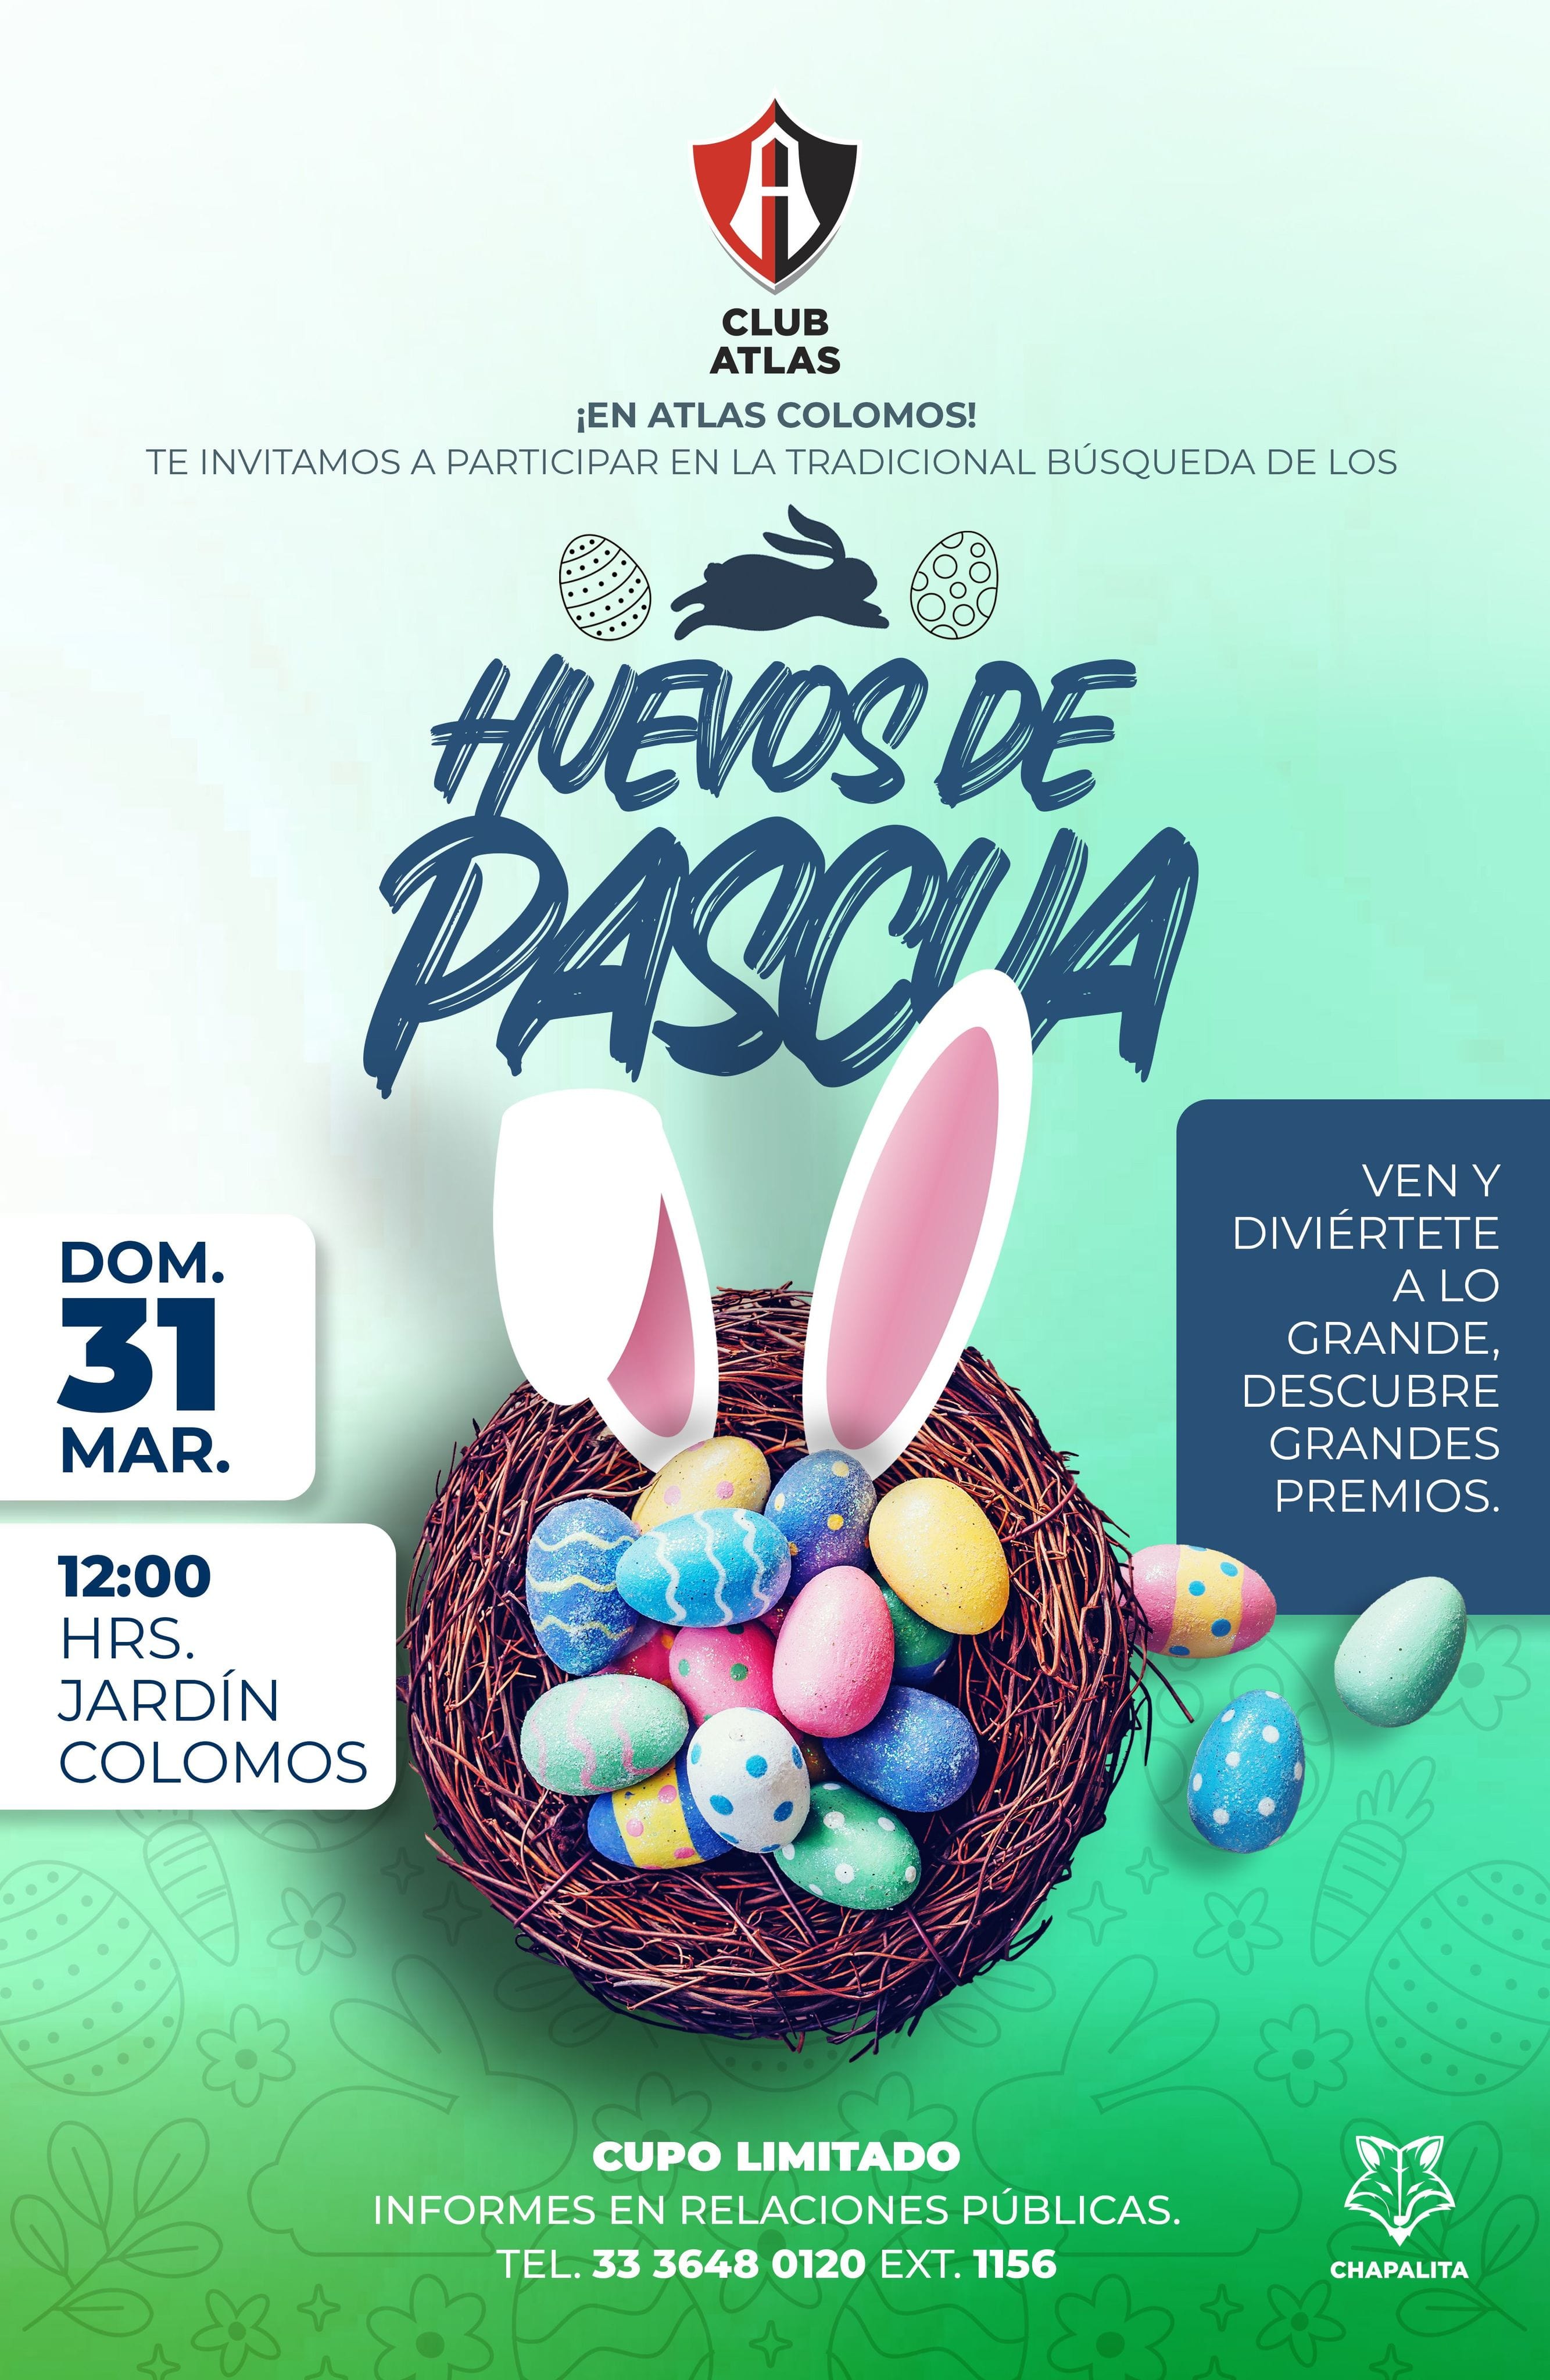 CLUB
ATLAS
¡EN ATLAS COLOMOS!
TE INVITAMOS A PARTICIPAR EN LA TRADICIONAL BÚSQUEDA DE LOS
HUEVOS DE
PASCUA
DOM.
31
MAR.
12:00
HRS.
JARDÍN
COLOMOS
VEN Y
DIVIÉRTETE
A LO
GRANDE,
DESCUBRE
GRANDES
PREMIOS.
CUPO LIMITADO
INFORMES EN RELACIONES PÚBLICAS.
TEL. 33 3648 0120 EXT. 1156
CHAPALITA